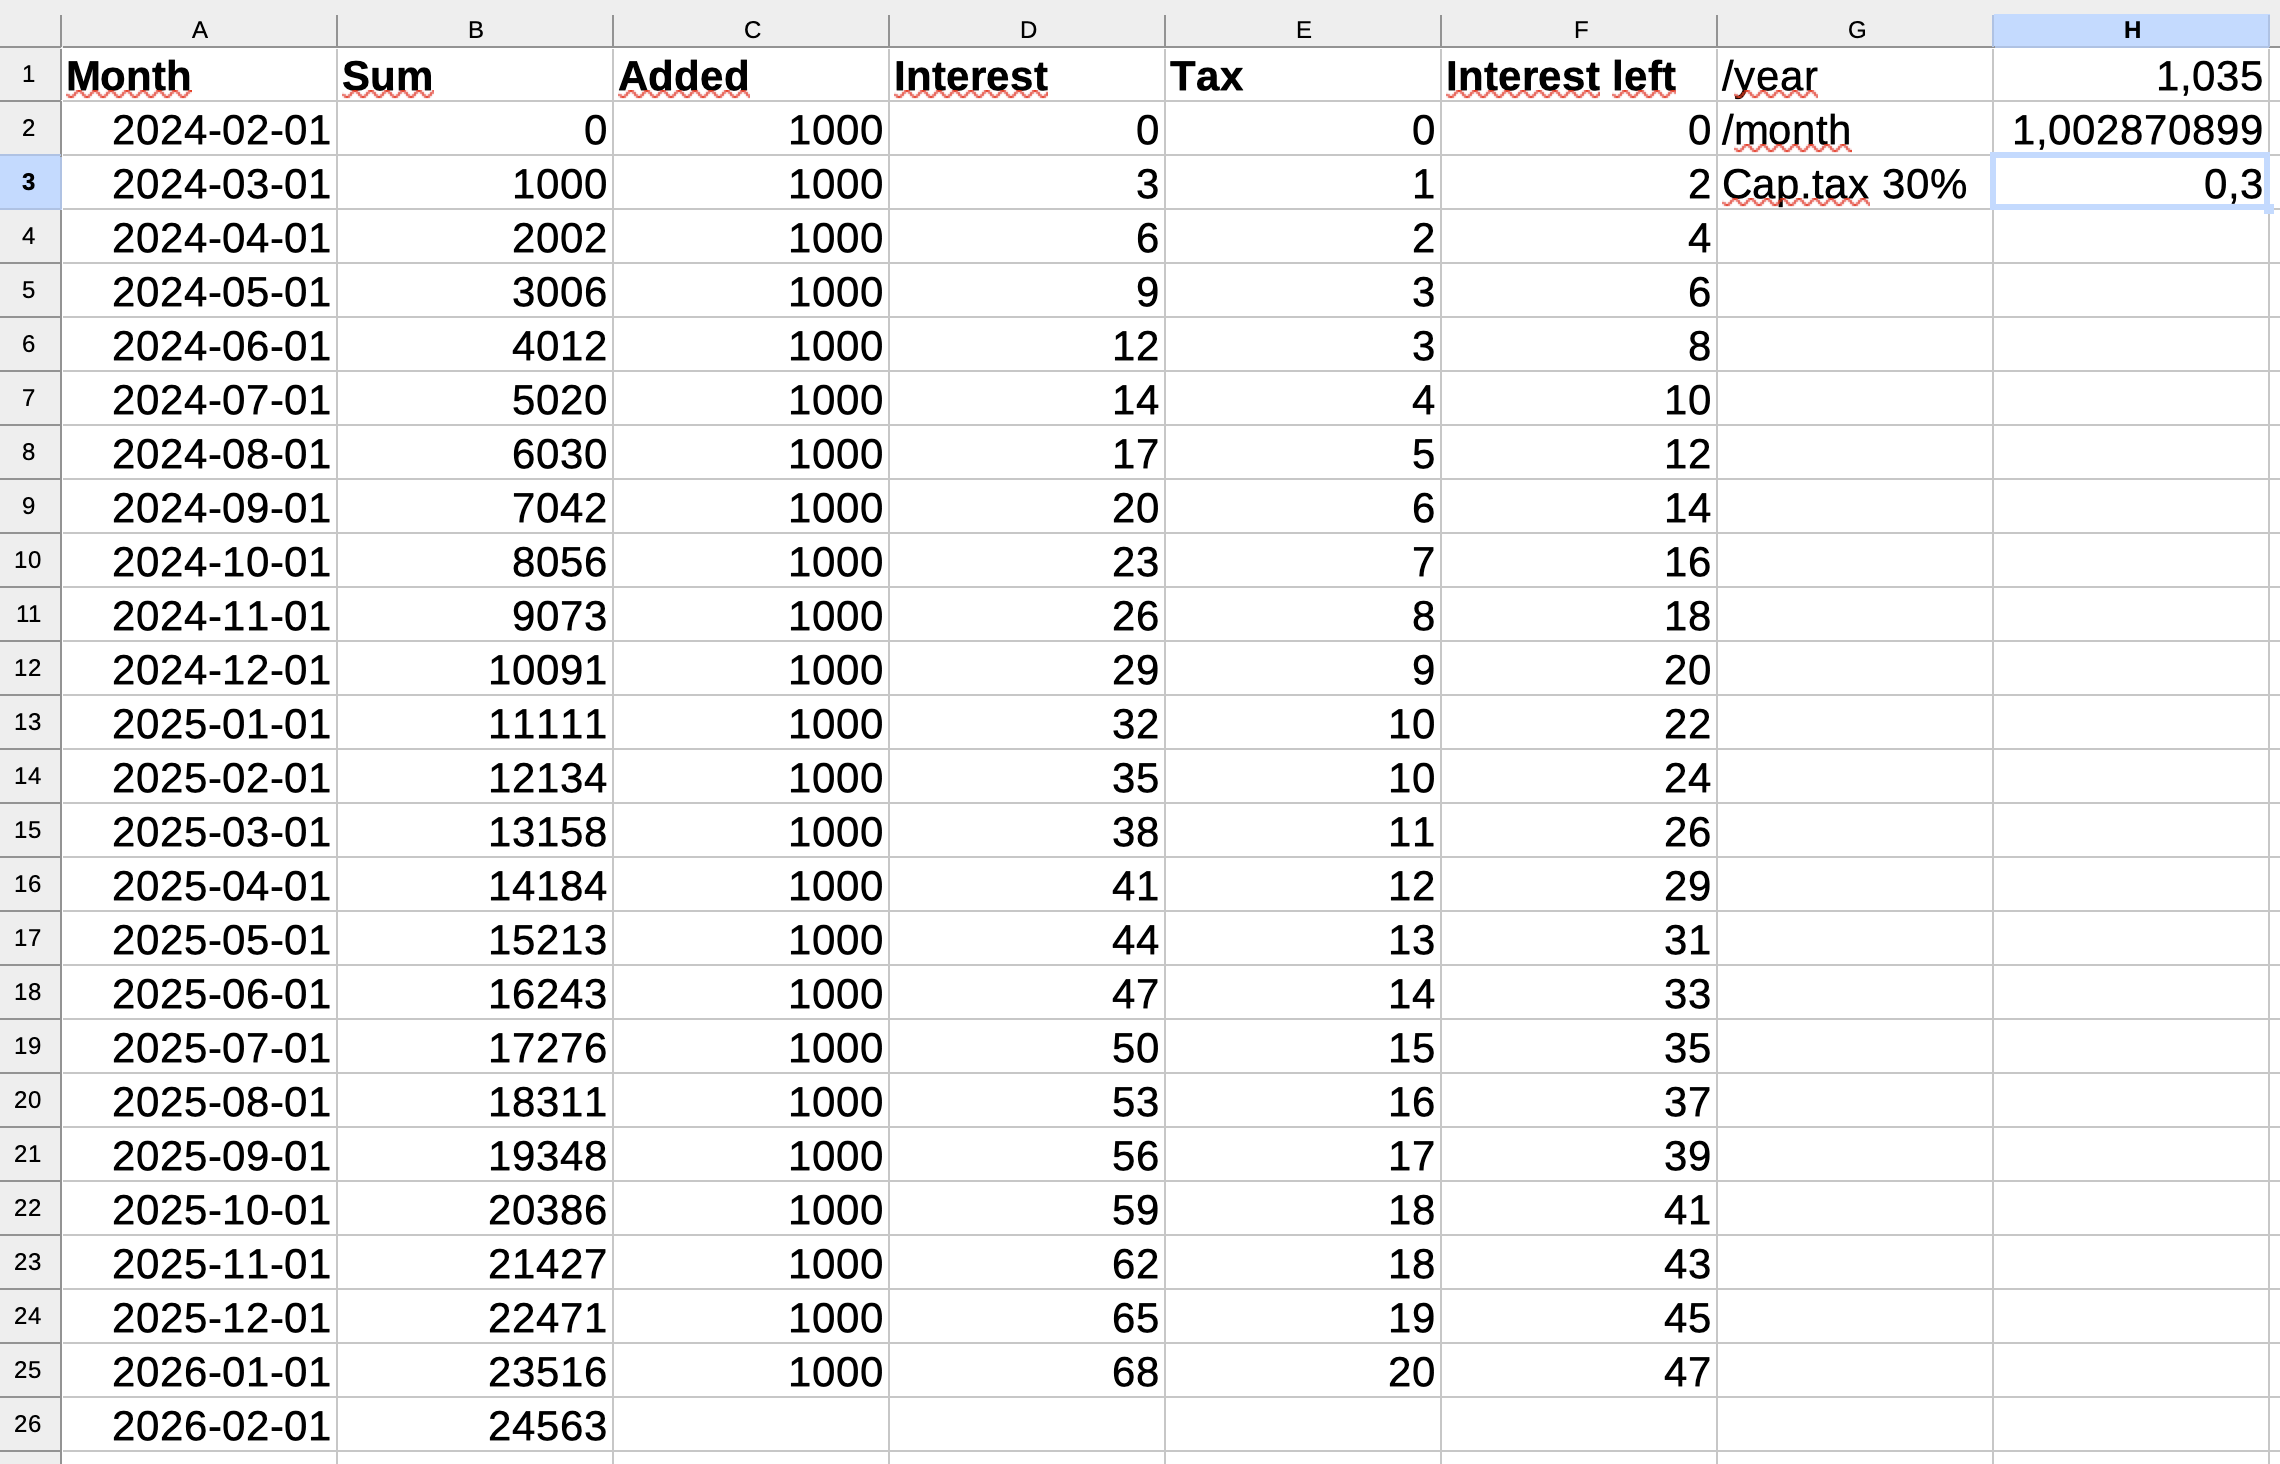 A B C D E F G H
1 Month Sum Added Interest Tax Interest left /year 1,035
2 2024-02-01 0 1000 0 0 0 /month 1,002870899
3 2024-03-01 1000 1000 3 1 2 Cap.tax 30% 0,3
4 2024-04-01 2002 1000 6 2 4
5 2024-05-01 3006 1000 9 3 6
6 2024-06-01 4012 1000 12 3 8
7 2024-07-01 5020 1000 14 4 10
8 2024-08-01 6030 1000 17 5 12
9 2024-09-01 7042 1000 20 6 14
10 2024-10-01 8056 1000 23 7 16
11 2024-11-01 9073 1000 26 8 18
12 2024-12-01 10091 1000 29 9 20
13 2025-01-01 11111 1000 32 10 22
14 2025-02-01 12134 1000 35 10 24
15 2025-03-01 13158 1000 38 11 26
16 2025-04-01 14184 1000 41 12 29
17 2025-05-01 15213 1000 44 13 31
18 2025-06-01 16243 1000 47 14 33
19 2025-07-01 17276 1000 50 15 35
20 2025-08-01 18311 1000 53 16 37
21 2025-09-01 19348 1000 56 17 39
22 2025-10-01 20386 1000 59 18 41
23 2025-11-01 21427 1000 62 18 43
24 2025-12-01 22471 1000 65 19 45
25 2026-01-01 23516 1000 68 20 47
26 2026-02-01 24563